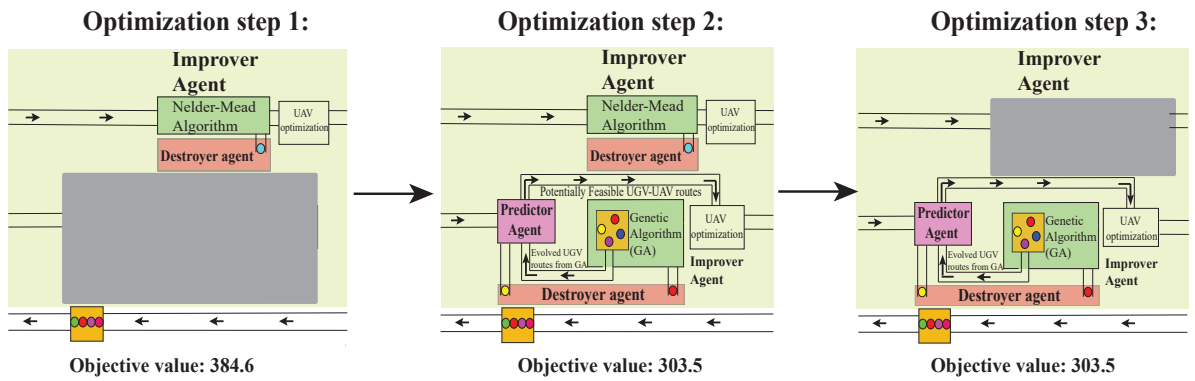 Optimization step 1:
Improver
Agent
Nelder-Mead
Algorithm
UAV
optimization
Destroyer agent
Objective value: 384.6
Optimization step 2:
Improver
Agent
Nelder-Mead
Algorithm
UAV
optimization
Destroyer agent
Potentially Feasible UGV-UAV routes
Predictor
Agent
Genetic
Algorithm
(GA)
UAV
optimization
Evolved UGV
routes from GA
Improver
Agent
Destroyer agent
Objective value: 303.5
Optimization step 3:
Improver
Agent
Predictor
Agent
Genetic
Algorithm
(GA)
UAV
optimization
Evolved UGV
routes from GA
Improver
Agent
Destroyer agent
Objective value: 303.5